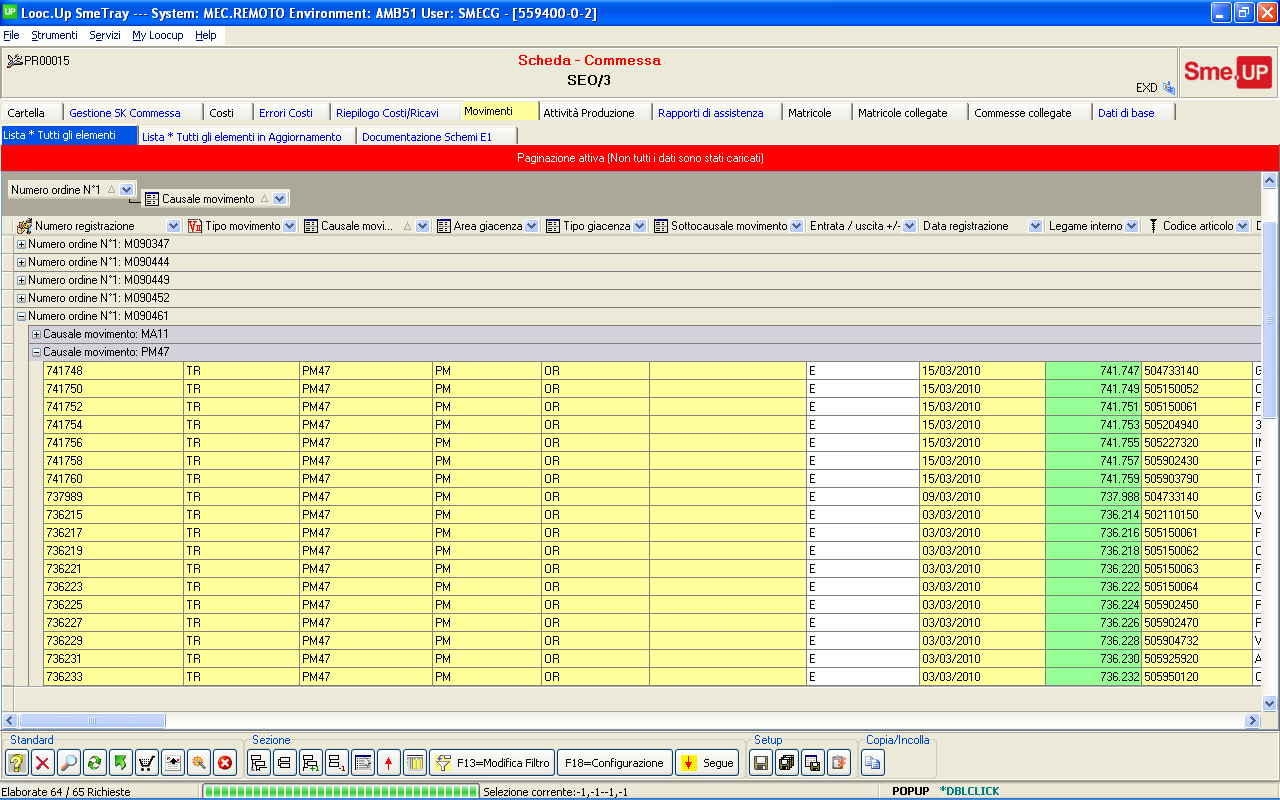 UP Looc.Up SmeTray --- System: MEC.REMOTO Environment: AMB51 User: SMECG - [559400-0-2]
File Strumenti Servizi My Loocup Help
PR00015
Scheda - Commessa
SEO/3
EXD
Sme.UP
Cartella Gestione SK Commessa Costi Errori Costi Riepilogo Costi/Ricavi Movimenti Attività Produzione Rapporti di assistenza Matricole Matricole collegate Commesse collegate Dati di base
Lista * Tutti gli elementi Lista * Tutti gli elementi in Aggiornamento Documentazione Schemi E1
Paginazione attiva (Non tutti i dati sono stati caricati)
Numero ordine N°1
Causale movimento
Numero registrazione Tipo movimento Causale movi... Area giacenza Tipo giacenza Sottocausale movimento Entrata / uscita +/- Data registrazione Legame interno Codice articolo
Numero ordine N°1: M090347
Numero ordine N°1: M090444
Numero ordine N°1: M090449
Numero ordine N°1: M090452
Numero ordine N°1: M090461
Causale movimento: MA11
Causale movimento: PM47
741748 TR PM47 PM OR E 15/03/2010 741.747 504733140 G
741750 TR PM47 PM OR E 15/03/2010 741.749 505150052 C
741752 TR PM47 PM OR E 15/03/2010 741.751 505150061 F
741754 TR PM47 PM OR E 15/03/2010 741.753 505204940 3
741756 TR PM47 PM OR E 15/03/2010 741.755 505227320 IN
741758 TR PM47 PM OR E 15/03/2010 741.757 505902430 F
741760 TR PM47 PM OR E 15/03/2010 741.759 505903790 T
737989 TR PM47 PM OR E 09/03/2010 737.988 504733140 G
736215 TR PM47 PM OR E 03/03/2010 736.214 502110150 V
736217 TR PM47 PM OR E 03/03/2010 736.216 505150061 F
736219 TR PM47 PM OR E 03/03/2010 736.218 505150062 C
736221 TR PM47 PM OR E 03/03/2010 736.220 505150063 F
736223 TR PM47 PM OR E 03/03/2010 736.222 505150064 C
736225 TR PM47 PM OR E 03/03/2010 736.224 505902450 F
736227 TR PM47 PM OR E 03/03/2010 736.226 505902470 F
736229 TR PM47 PM OR E 03/03/2010 736.228 505904732 V
736231 TR PM47 PM OR E 03/03/2010 736.230 505925920 A
736233 TR PM47 PM OR E 03/03/2010 736.232 505950120 C
Standard Sezione Setup Copia/Incolla
F13=Modifica Filtro F18=Configurazione Segue
Elaborate 64 / 65 Richieste Selezione corrente:-1,-1--1,-1 POPUP *DBLCLICK